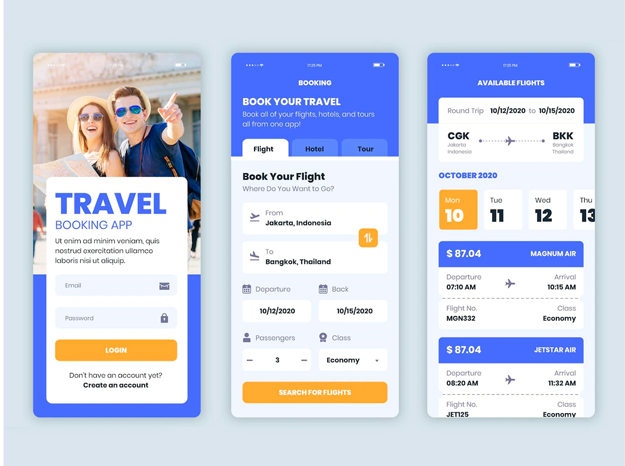 TRAVEL
BOOKING APP
Ut enim ad minim veniam, quis
nostrud exercitation ullamco
laboris nisi ut aliquip.
Email
Password
LOGIN
Don't have an account yet?
Create an account
11:25 PM
BOOKING
BOOK YOUR TRAVEL
Book all of your flights, hotels, and tours
all from one app!
Flight
Hotel
Tour
Book Your Flight
Where Do You Want to Go?
From
Jakarta, Indonesia
To
Bangkok, Thailand
Departure
Back
10/12/2020
10/15/2020
Passengers
Class
3
Economy
SEARCH FOR FLIGHTS
11:25 PM
AVAILABLE FLIGHTS
Round Trip 10/12/2020 to 10/15/2020
CGK
BKK
Jakarta
Indonesia
Bangkok
Thailand
OCTOBER 2020
Mon
10
Tue
11
Wed
12
Thu
13
$ 87.04
MAGNUM AIR
Departure
Arrival
07:10 AM
10:15 AM
Flight No.
Class
MGN332
Economy
$ 87.04
JETSTAR AIR
Departure
Arrival
08:20 AM
11:32 AM
Flight No.
Class
JET125
Economy